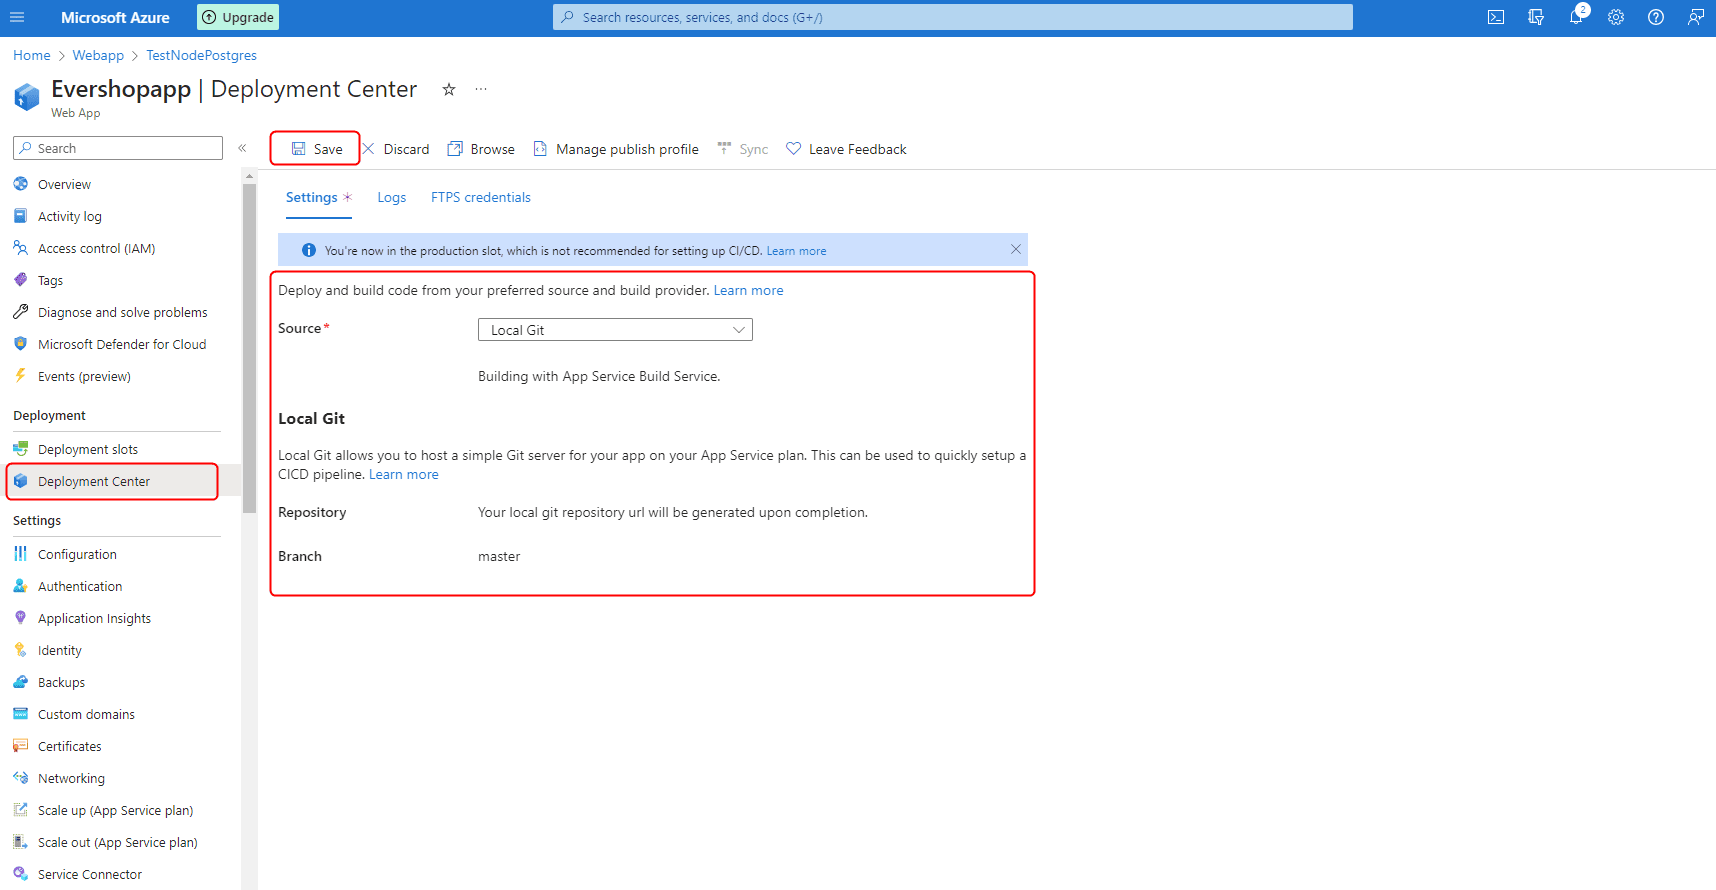 Microsoft Azure
Upgrade
Search resources, services, and docs (G+/)
2
Home > Webapp > TestNodePostgres
Evershopapp | Deployment Center
Web App
Search
«
Save
Discard
Browse
Manage publish profile
Sync
Leave Feedback
Overview
Activity log
Access control (IAM)
Tags
Diagnose and solve problems
Microsoft Defender for Cloud
Events (preview)
Deployment
Deployment slots
Deployment Center
Settings
Configuration
Authentication
Application Insights
Identity
Backups
Custom domains
Certificates
Networking
Scale up (App Service plan)
Scale out (App Service plan)
Service Connector
Settings *
Logs
FTPS credentials
You're now in the production slot, which is not recommended for setting up CI/CD. Learn more
Deploy and build code from your preferred source and build provider. Learn more
Source*
Local Git
Building with App Service Build Service.
Local Git
Local Git allows you to host a simple Git server for your app on your App Service plan. This can be used to quickly setup a
CICD pipeline. Learn more
Repository
Your local git repository url will be generated upon completion.
Branch
master